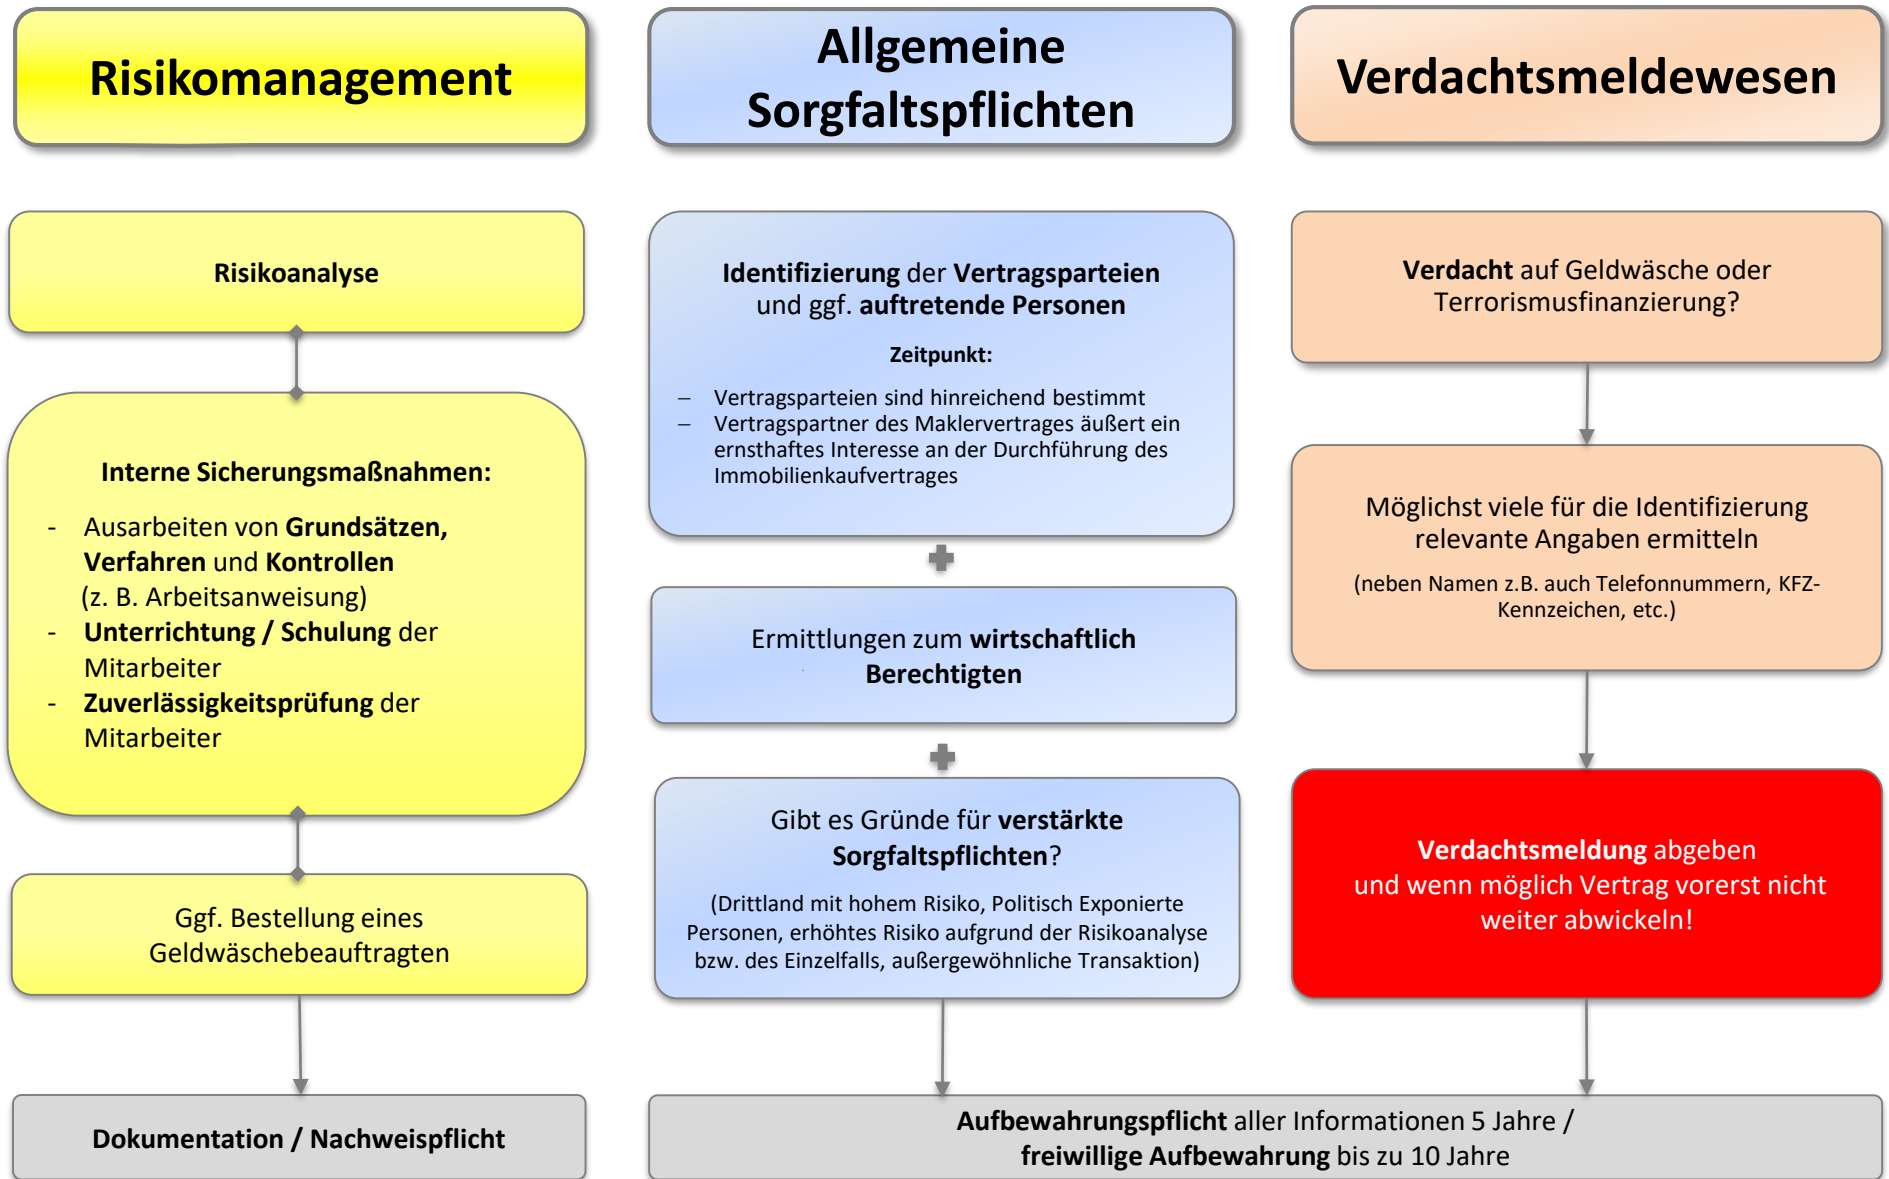 Risikomanagement
Risikoanalyse
Interne Sicherungsmaßnahmen:
- Ausarbeiten von Grundsätzen,
Verfahren und Kontrollen
(z. B. Arbeitsanweisung)
- Unterrichtung / Schulung der
Mitarbeiter
- Zuverlässigkeitsprüfung der
Mitarbeiter
Ggf. Bestellung eines
Geldwäschebeauftragten
Dokumentation / Nachweispflicht
Allgemeine
Sorgfaltspflichten
Identifizierung der Vertragsparteien
und ggf. auftretende Personen
Zeitpunkt:
– Vertragsparteien sind hinreichend bestimmt
– Vertragspartner des Maklervertrages äußert ein
ernsthaftes Interesse an der Durchführung des
Immobilienkaufvertrages
Ermittlungen zum wirtschaftlich
Berechtigten
Gibt es Gründe für verstärkte
Sorgfaltspflichten?
(Drittland mit hohem Risiko, Politisch Exponierte
Personen, erhöhtes Risiko aufgrund der Risikoanalyse
bzw. des Einzelfalls, außergewöhnliche Transaktion)
Verdachtsmeldewesen
Verdacht auf Geldwäsche oder
Terrorismusfinanzierung?
Möglichst viele für die Identifizierung
relevante Angaben ermitteln
(neben Namen z.B. auch Telefonnummern, KFZ-
Kennzeichen, etc.)
Verdachtsmeldung abgeben
und wenn möglich Vertrag vorerst nicht
weiter abwickeln!
Aufbewahrungspflicht aller Informationen 5 Jahre /
freiwillige Aufbewahrung bis zu 10 Jahre